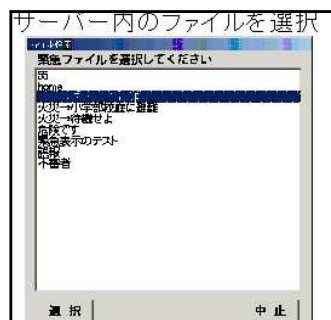 サーバー内のファイルを選択
緊急ファイルを選択してください
55
home
火災→小学部校庭に避難
火災→待機せよ
危険です
緊急表示のテスト
誤報
不審者
選択
中止